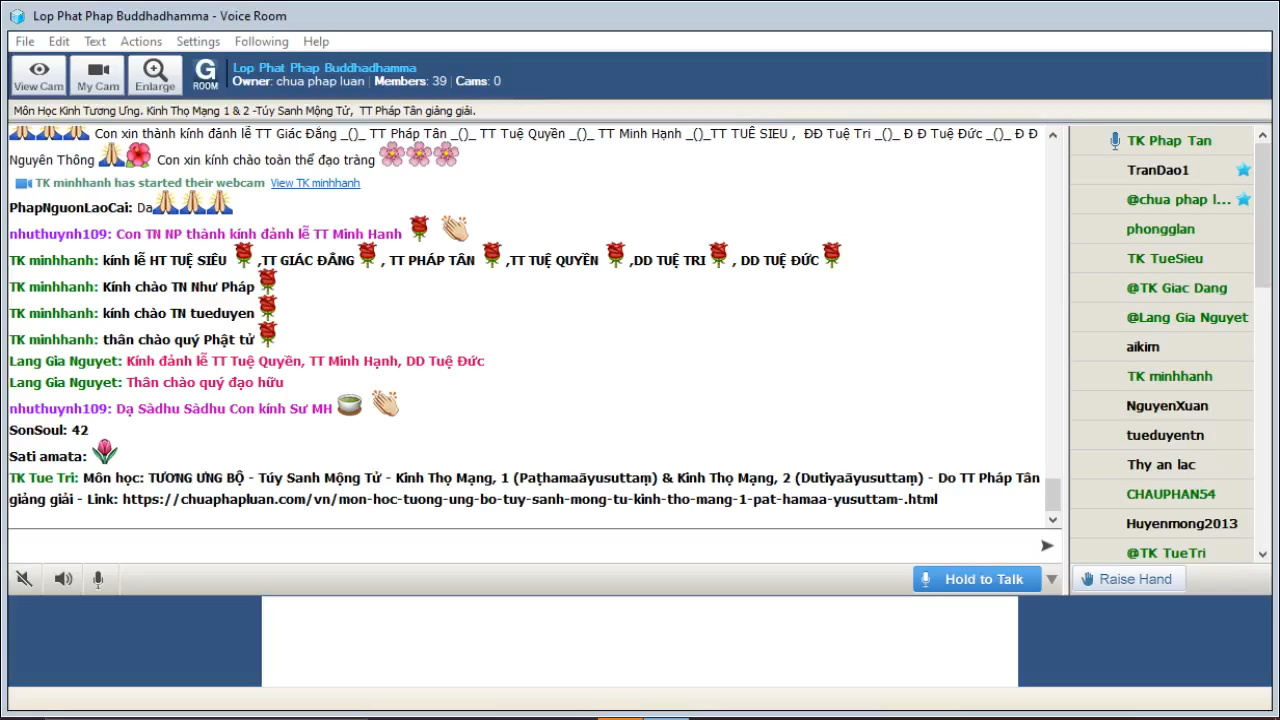 Lop Phat Phap Buddhadhamma - Voice Room
File Edit Text Actions Settings Following Help
View Cam My Cam Enlarge G ROOM
Lop Phat Phap Buddhadhamma
Owner: chua phap luan | Members: 39 | Cams: 0
Môn Học Kinh Tương Ưng. Kinh Thọ Mạng 1 & 2 -Túy Sanh Mộng Tử, TT Pháp Tân giảng giải.
Con xin thành kính đảnh lễ TT Giác Đẳng _()_ TT Pháp Tân _()_ TT Tuệ Quyền _()_ TT Minh Hạnh _()_TT TUÊ SIEU , ĐĐ Tuệ Tri _()_ Đ Đ Tuệ Đức _()_ Đ Đ
Nguyên Thông Con xin kính chào toàn thể đạo tràng
TK minhhanh has started their webcam View TK minhhanh
PhapNguonLaoCai: Da
nhuthuynh109: Con TN NP thành kính đảnh lễ TT Minh Hanh
TK minhhanh: kính lễ HT TUỆ SIÊU ,TT GIÁC ĐẲNG , TT PHÁP TÂN ,TT TUỆ QUYỀN ,DD TUỆ TRI , DD TUỆ ĐỨC
TK minhhanh: Kính chào TN Như Pháp
TK minhhanh: kính chào TN tueduyen
TK minhhanh: thân chào quý Phật tử
Lang Gia Nguyet: Kính đảnh lễ TT Tuệ Quyền, TT Minh Hạnh, DD Tuệ Đức
Lang Gia Nguyet: Thân chào quý đạo hữu
nhuthuynh109: Dạ Sàdhu Sàdhu Con kính Sư MH
SonSoul: 42
Sati amata:
TK Tue Tri: Môn học: TƯƠNG ƯNG BỘ - Túy Sanh Mộng Tử - Kinh Thọ Mạng, 1 (Paṭhamaāyusuttaṃ) & Kinh Thọ Mạng, 2 (Dutiyaāyusuttaṃ) - Do TT Pháp Tân
giảng giải - Link: https://chuaphapluan.com/vn/mon-hoc-tuong-ung-bo-tuy-sanh-mong-tu-kinh-tho-mang-1-pat-hamaa-yusuttam-.html
Hold to Talk
TK Phap Tan
TranDao1
@chua phap l...
phongglan
TK TueSieu
@TK Giac Dang
@Lang Gia Nguyet
aikim
TK minhhanh
NguyenXuan
tueduyentn
Thy an lac
CHAUPHAN54
Huyenmong2013
@TK TueTri
Raise Hand